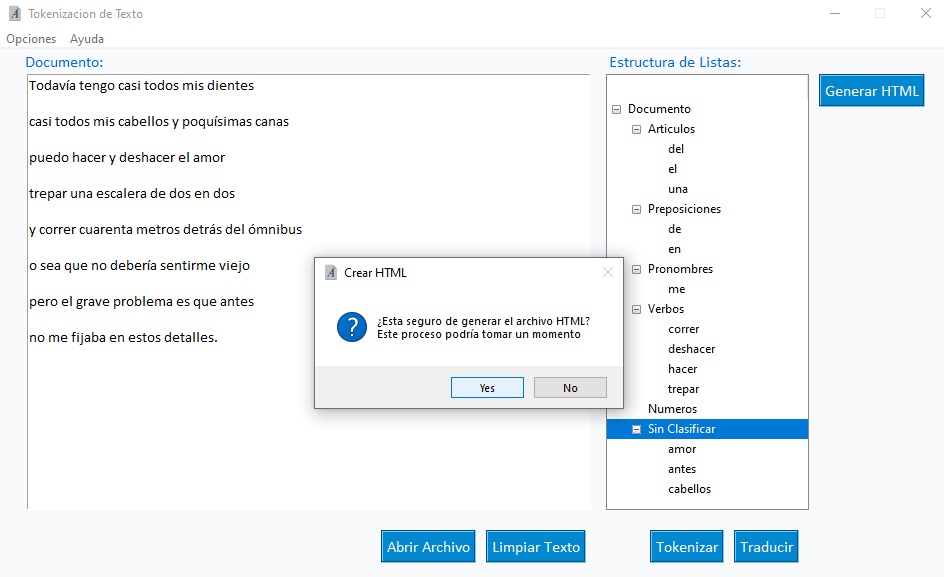 Tokenizacion de Texto
Opciones Ayuda
Documento:
Todavía tengo casi todos mis dientes
casi todos mis cabellos y poquísimas canas
puedo hacer y deshacer el amor
trepar una escalera de dos en dos
y correr cuarenta metros detrás del ómnibus
o sea que no debería sentirme viejo
pero el grave problema es que antes
no me fijaba en estos detalles.
Crear HTML
¿Esta seguro de generar el archivo HTML?
Este proceso podría tomar un momento
Yes No
Estructura de Listas:
Documento
Articulos
del
el
una
Preposiciones
de
en
Pronombres
me
Verbos
correr
deshacer
hacer
trepar
Numeros
Sin Clasificar
amor
antes
cabellos
Generar HTML
Abrir Archivo Limpiar Texto Tokenizar Traducir